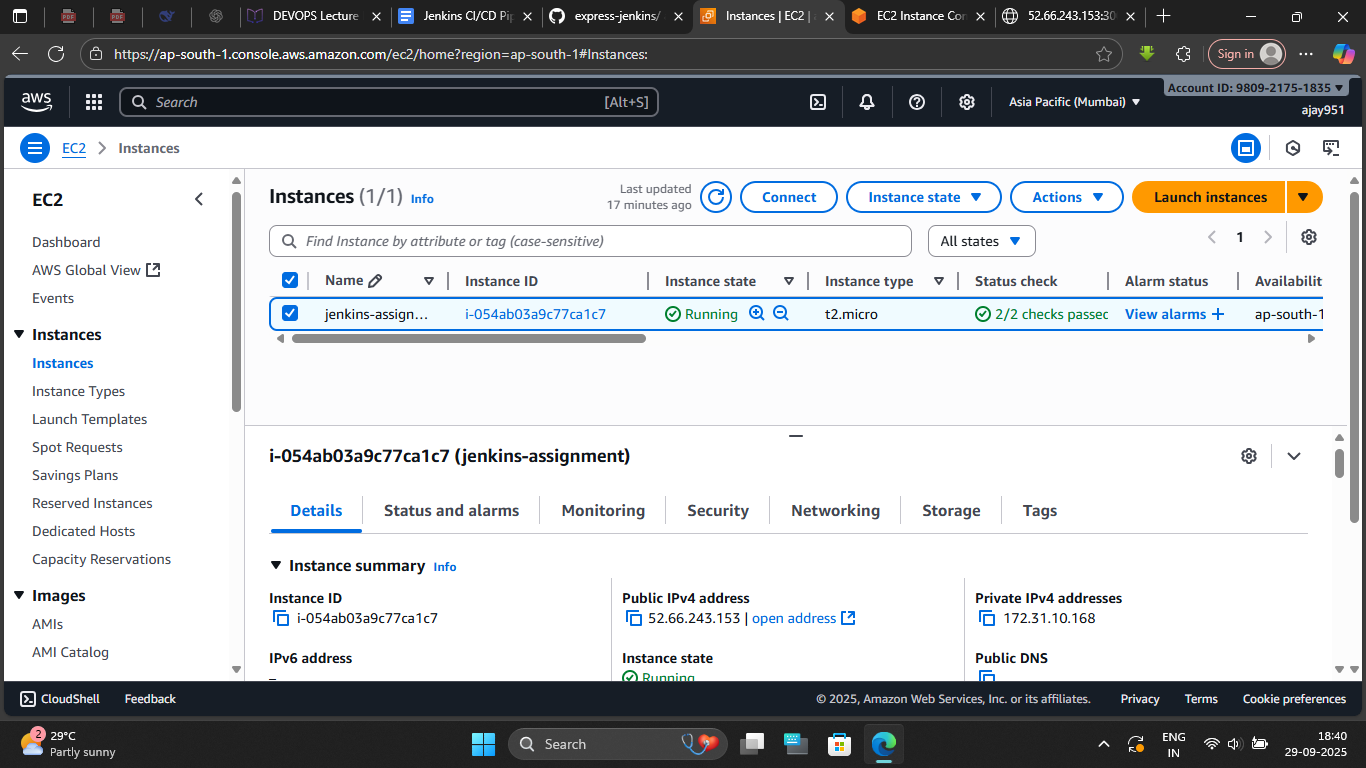 DEVOPS Lecture
Jenkins CI/CD Pip
express-jenkins/
Instances | EC2 |
EC2 Instance Con
52.66.243.153:30
https://ap-south-1.console.aws.amazon.com/ec2/home?region=ap-south-1#Instances:
Sign in
aws
Search
[Alt+S]
Asia Pacific (Mumbai)
Account ID: 9809-2175-1835
ajay951
EC2
Instances
EC2
Dashboard
AWS Global View
Events
Instances
Instances
Instance Types
Launch Templates
Spot Requests
Savings Plans
Reserved Instances
Dedicated Hosts
Capacity Reservations
Images
AMIs
AMI Catalog
Instances (1/1) Info
Last updated
17 minutes ago
Connect
Instance state
Actions
Launch instances
Find Instance by attribute or tag (case-sensitive)
All states
1
Name
Instance ID
Instance state
Instance type
Status check
Alarm status
Availabilit
jenkins-assign...
i-054ab03a9c77ca1c7
Running
t2.micro
2/2 checks passec
View alarms +
ap-south-1
i-054ab03a9c77ca1c7 (jenkins-assignment)
Details
Status and alarms
Monitoring
Security
Networking
Storage
Tags
Instance summary Info
Instance ID
i-054ab03a9c77ca1c7
Public IPv4 address
52.66.243.153 | open address
Private IPv4 addresses
172.31.10.168
IPv6 address
–
Instance state
Running
Public DNS
CloudShell
Feedback
© 2025, Amazon Web Services, Inc. or its affiliates.
Privacy
Terms
Cookie preferences
2
29°C
Partly sunny
Search
ENG
IN
18:40
29-09-2025